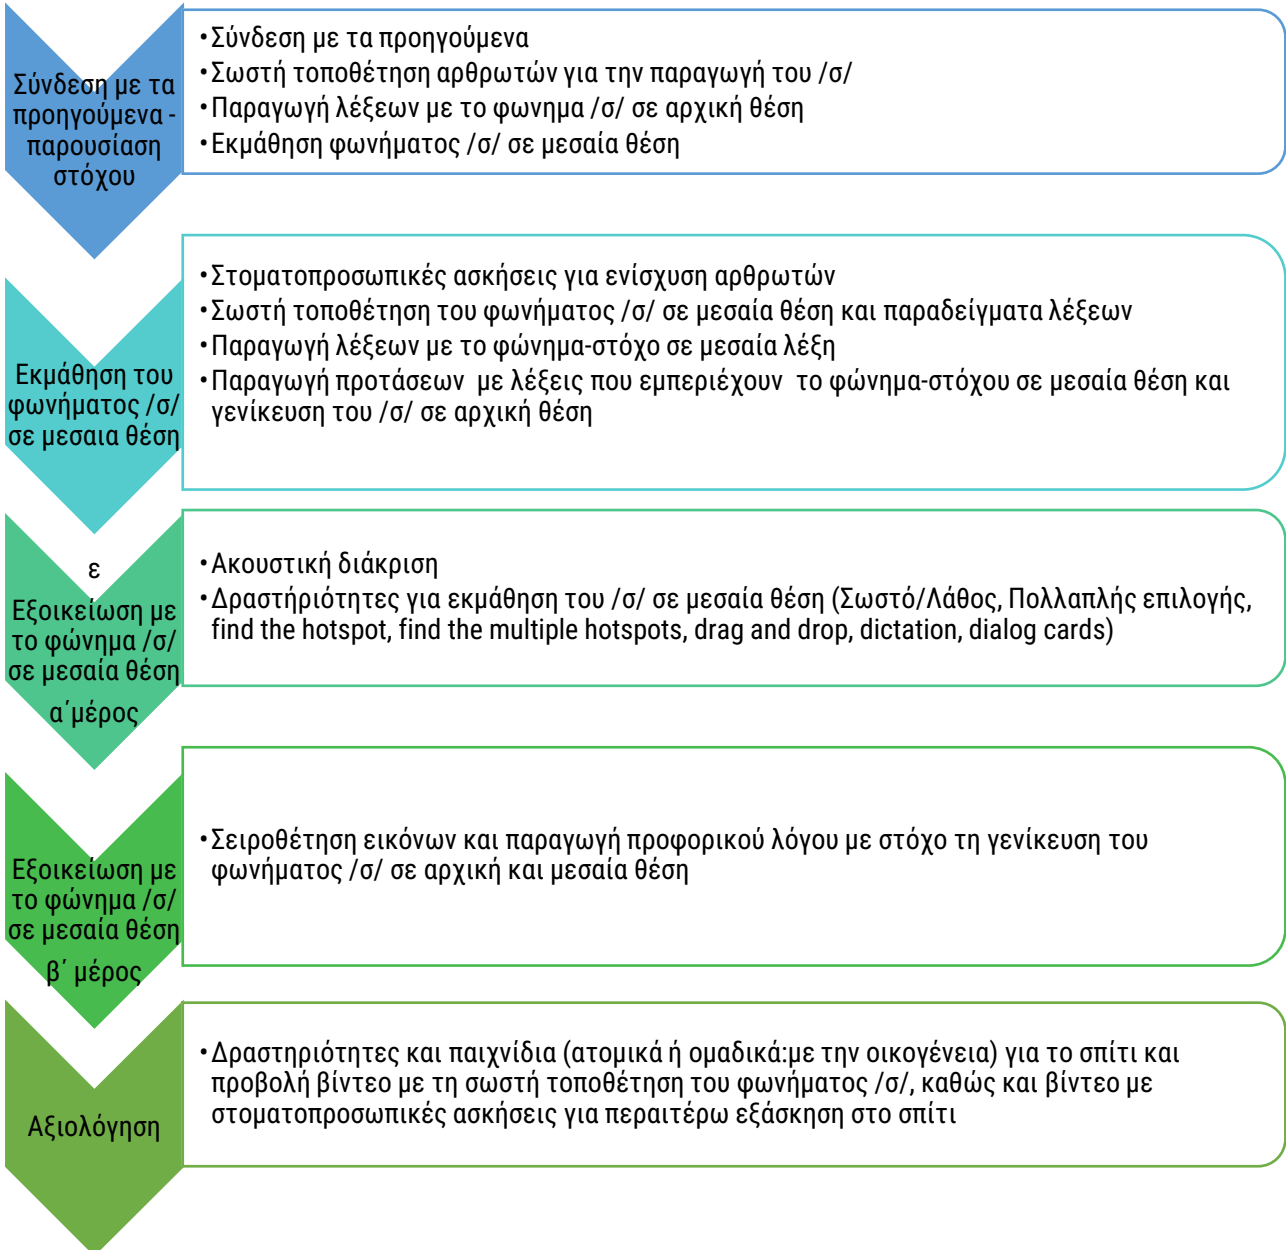 Σύνδεση με τα
προηγούμενα -
παρουσίαση
στόχου
•Σύνδεση με τα προηγούμενα
•Σωστή τοποθέτηση αρθρωτών για την παραγωγή του /σ/
•Παραγωγή λέξεων με το φωνημα /σ/ σε αρχική θέση
•Εκμάθηση φωνήματος /σ/ σε μεσαία θέση
Εκμάθηση του
φωνήματος /σ/
σε μεσαια θέση
•Στοματοπροσωπικές ασκήσεις για ενίσχυση αρθρωτών
•Σωστή τοποθέτηση του φωνήματος /σ/ σε μεσαία θέση και παραδείγματα λέξεων
•Παραγωγή λέξεων με το φώνημα-στόχο σε μεσαία λέξη
•Παραγωγή προτάσεων με λέξεις που εμπεριέχουν το φώνημα-στόχου σε μεσαία θέση και
γενίκευση του /σ/ σε αρχική θέση
ε
Εξοικείωση με
το φώνημα /σ/
σε μεσαία θέση
α΄μέρος
•Ακουστική διάκριση
•Δραστήριότητες για εκμάθηση του /σ/ σε μεσαία θέση (Σωστό/Λάθος, Πολλαπλής επιλογής,
find the hotspot, find the multiple hotspots, drag and drop, dictation, dialog cards)
Εξοικείωση με
το φώνημα /σ/
σε μεσαία θέση
β΄ μέρος
•Σειροθέτηση εικόνων και παραγωγή προφορικού λόγου με στόχο τη γενίκευση του
φωνήματος /σ/ σε αρχική και μεσαία θέση
Αξιολόγηση
•Δραστηριότητες και παιχνίδια (ατομικά ή ομαδικά:με την οικογένεια) για το σπίτι και
προβολή βίντεο με τη σωστή τοποθέτηση του φωνήματος /σ/, καθώς και βίντεο με
στοματοπροσωπικές ασκήσεις για περαιτέρω εξάσκηση στο σπίτι